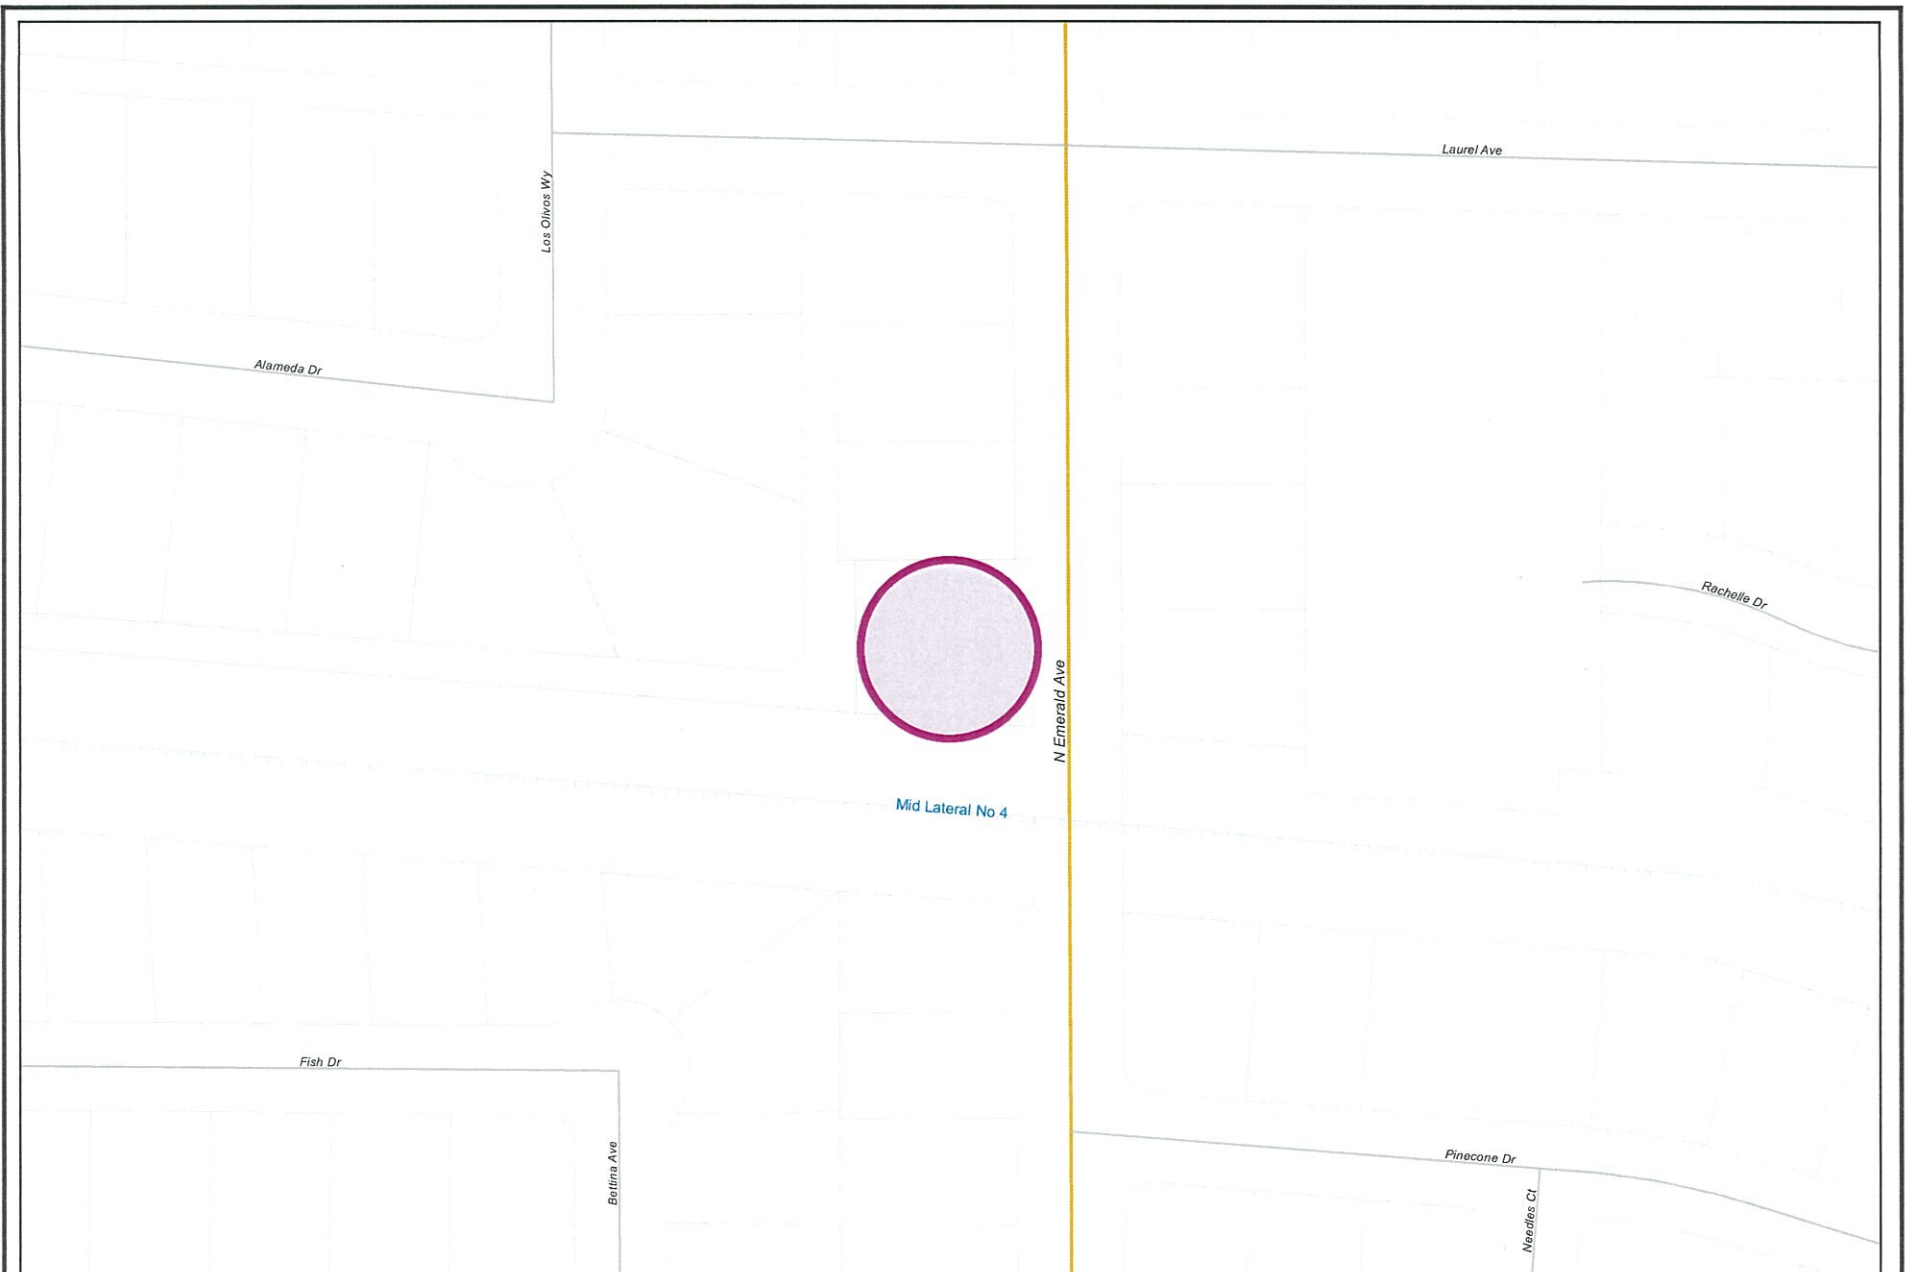 Laurel Ave
Los Olivos Wy
Alameda Dr
Rachelle Dr
N Emerald Ave
Mid Lateral No 4
Fish Dr
Bettina Ave
Pinecone Dr
Needles Ct